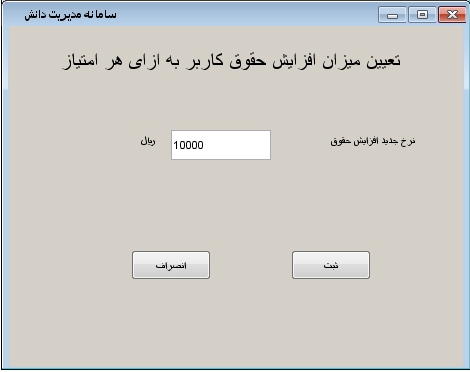 سامانه مدیریت دانش
تعیین میزان افزایش حقوق کاربر به ازای هر امتیاز
نرخ جدید افزایش حقوق 10000 ریال
ثبت انصراف